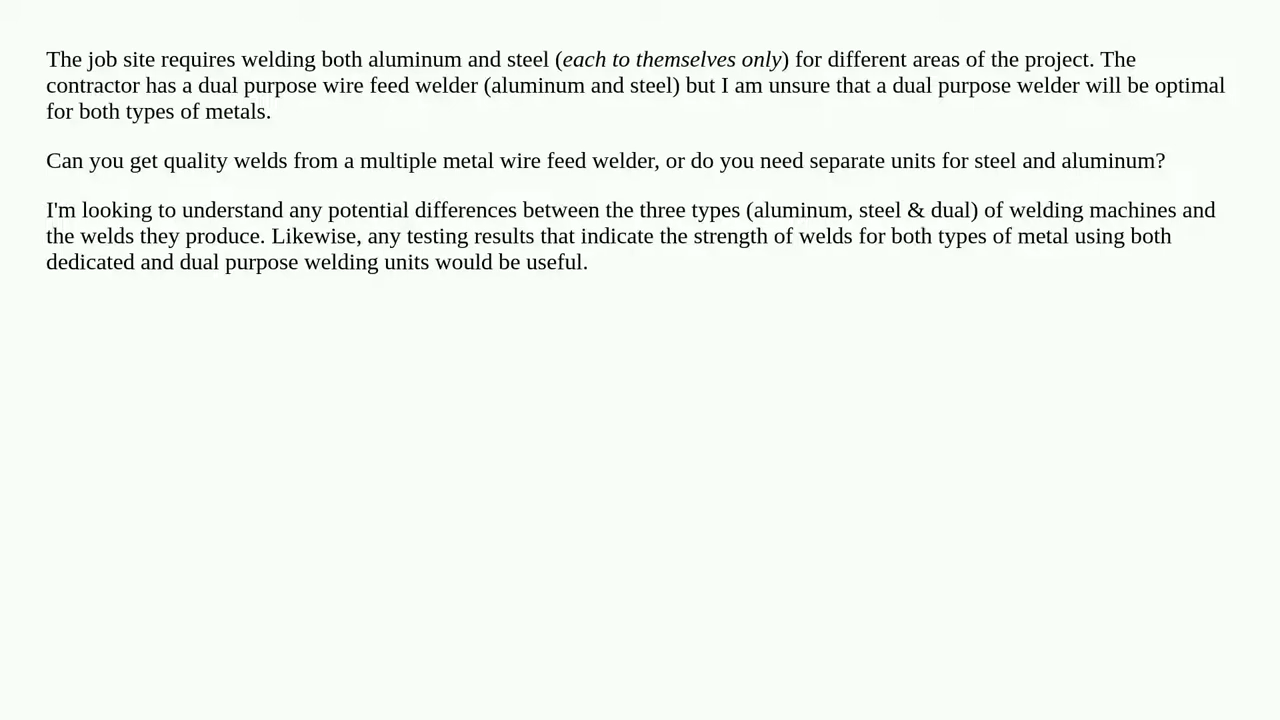 The job site requires welding both aluminum and steel (each to themselves only) for different areas of the project. The
contractor has a dual purpose wire feed welder (aluminum and steel) but I am unsure that a dual purpose welder will be optimal
for both types of metals.
Can you get quality welds from a multiple metal wire feed welder, or do you need separate units for steel and aluminum?
I'm looking to understand any potential differences between the three types (aluminum, steel & dual) of welding machines and
the welds they produce. Likewise, any testing results that indicate the strength of welds for both types of metal using both
dedicated and dual purpose welding units would be useful.